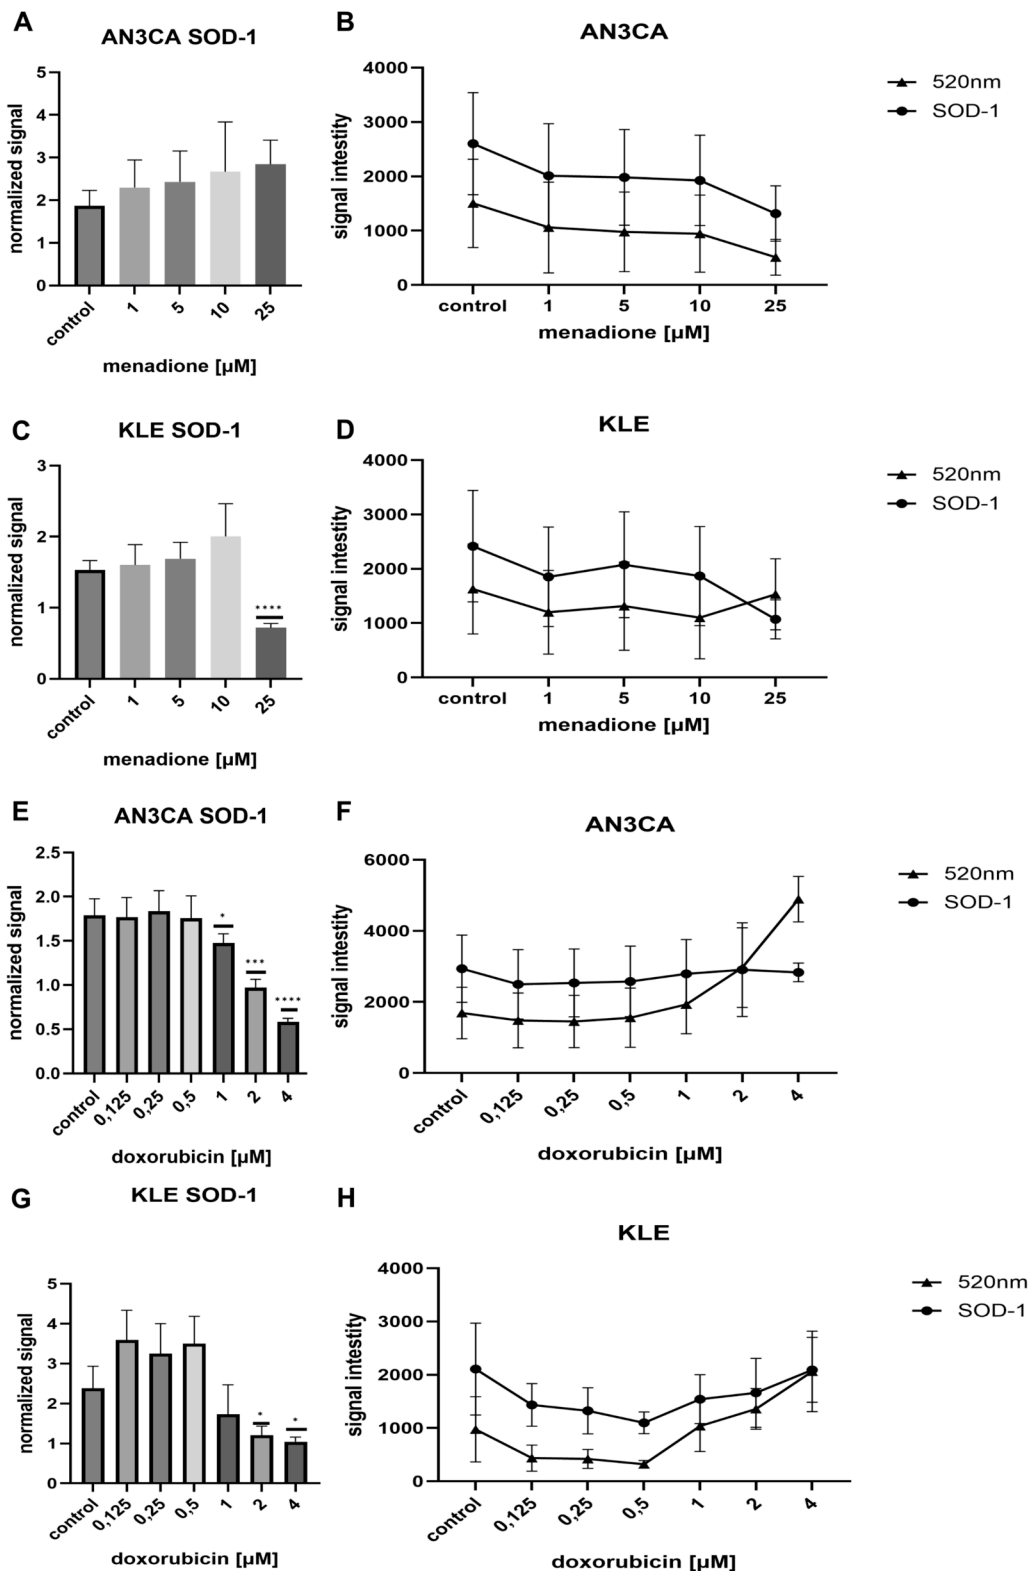 A
AN3CA SOD-1
normalized signal
5
4
3
2
1
0
control
1
5
10
25
menadione [µM]
B
AN3CA
signal intestity
4000
3000
2000
1000
0
control
1
5
10
25
menadione [µM]
520nm
SOD-1
C
KLE SOD-1
normalized signal
3
2
1
0
****
control
1
5
10
25
menadione [µM]
D
KLE
signal intestity
4000
3000
2000
1000
0
control
1
5
10
25
menadione [µM]
520nm
SOD-1
E
AN3CA SOD-1
normalized signal
2.5
2.0
1.5
1.0
0.5
0.0
*
***
****
control
0,125
0,25
0,5
1
2
4
doxorubicin [µM]
F
AN3CA
signal intestity
6000
4000
2000
0
control
0,125
0,25
0,5
1
2
4
doxorubicin [µM]
520nm
SOD-1
G
KLE SOD-1
normalized signal
5
4
3
2
1
0
*
*
control
0,125
0,25
0,5
1
2
4
doxorubicin [µM]
H
KLE
signal intestity
4000
3000
2000
1000
0
control
0,125
0,25
0,5
1
2
4
doxorubicin [µM]
520nm
SOD-1